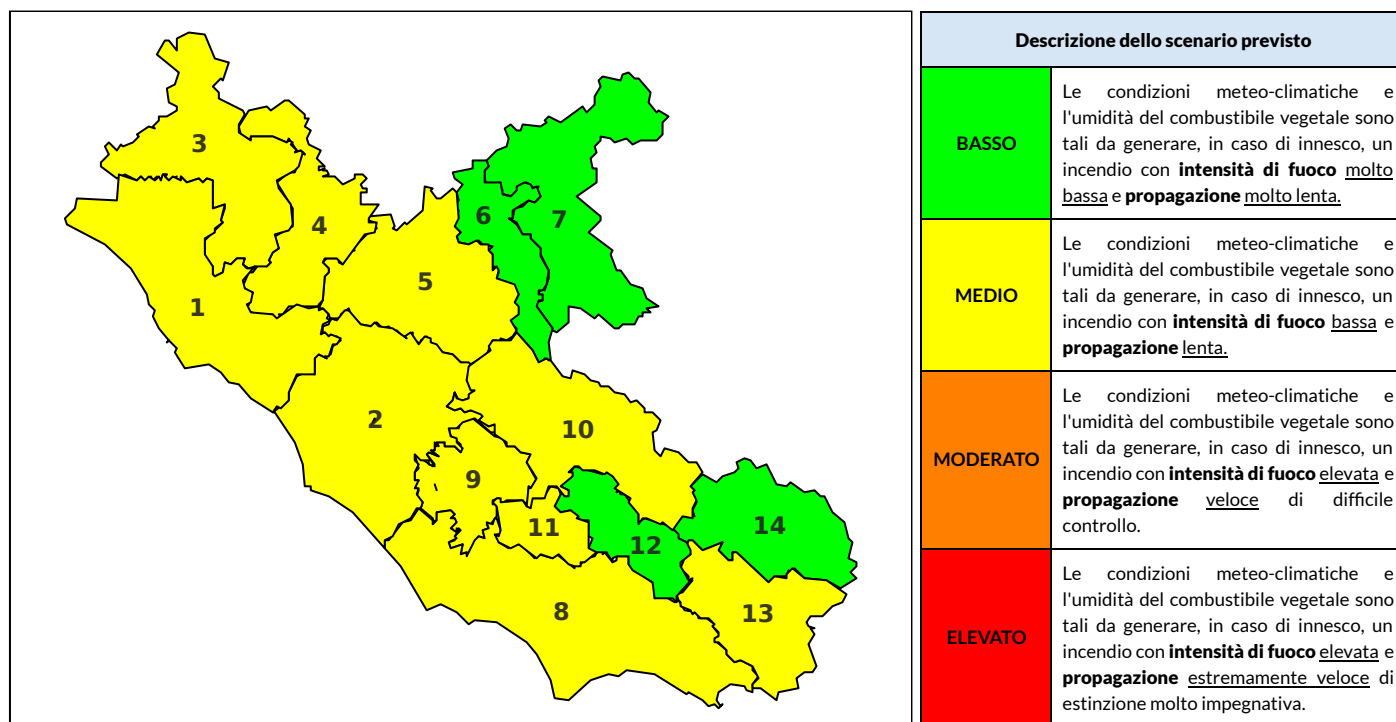 3
4
6
7
5
1
2
10
9
11
12
14
8
13
Descrizione dello scenario previsto
BASSO
Le condizioni meteo-climatiche e
l'umidità del combustibile vegetale sono
tali da generare, in caso di innesco, un
incendio con intensità di fuoco molto
bassa e propagazione molto lenta.
MEDIO
Le condizioni meteo-climatiche e
l'umidità del combustibile vegetale sono
tali da generare, in caso di innesco, un
incendio con intensità di fuoco bassa e
propagazione lenta.
MODERATO
Le condizioni meteo-climatiche e
l'umidità del combustibile vegetale sono
tali da generare, in caso di innesco, un
incendio con intensità di fuoco elevata e
propagazione veloce di difficile
controllo.
ELEVATO
Le condizioni meteo-climatiche e
l'umidità del combustibile vegetale sono
tali da generare, in caso di innesco, un
incendio con intensità di fuoco elevata e
propagazione estremamente veloce di
estinzione molto impegnativa.